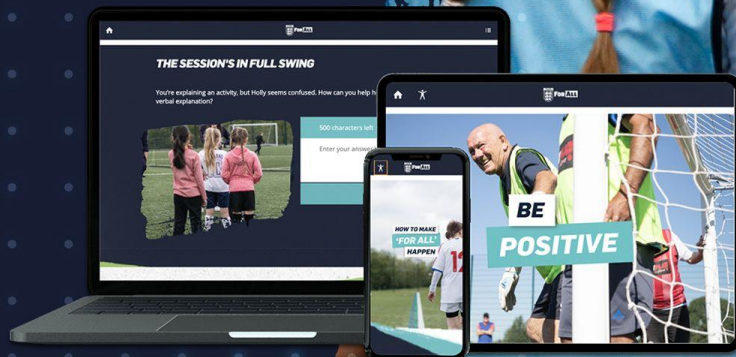 FOR ALL
THE SESSION'S IN FULL SWING
You're explaining an activity, but Holly seems confused. How can you help h
verbal explanation?
500 characters left
Enter your answer
FOR ALL
BE
POSITIVE
FOR ALL
HOW TO MAKE
'FOR ALL'
HAPPEN
12